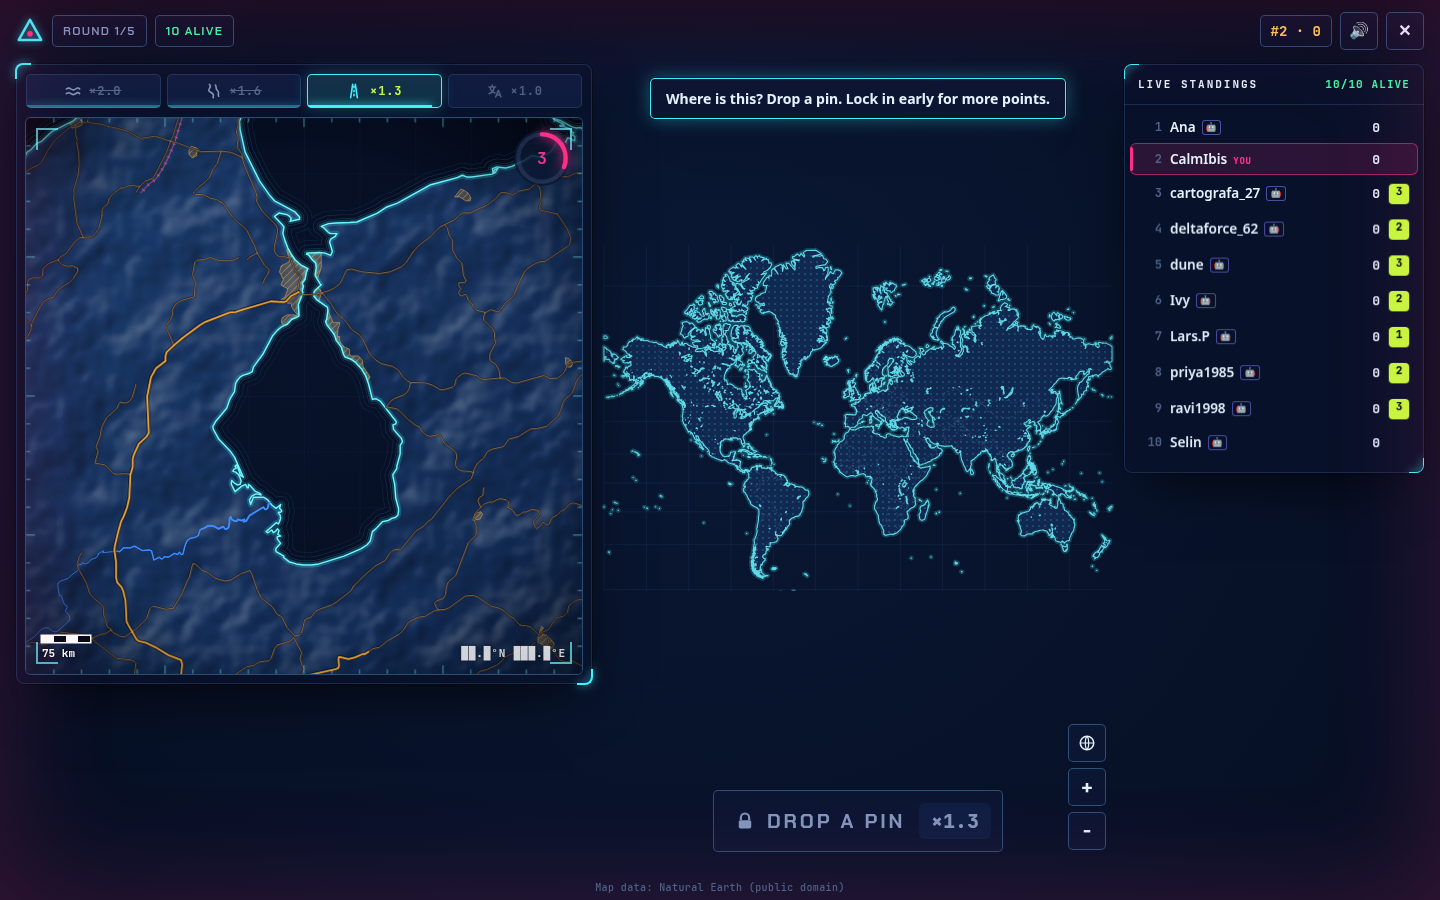 ROUND 1/5
10 ALIVE
#2 · 0
×2.0
×1.6
×1.3
×1.0
3
75 km
██.█°N ███.█°E
Where is this? Drop a pin. Lock in early for more points.
DROP A PIN ×1.3
+
-
LIVE STANDINGS 10/10 ALIVE
1 Ana 0
2 CalmIbis YOU 0
3 cartografa_27 0 3
4 deltaforce_62 0 2
5 dune 0 3
6 Ivy 0 2
7 Lars.P 0 1
8 priya1985 0 2
9 ravi1998 0 3
10 Selin 0
Map data: Natural Earth (public domain)